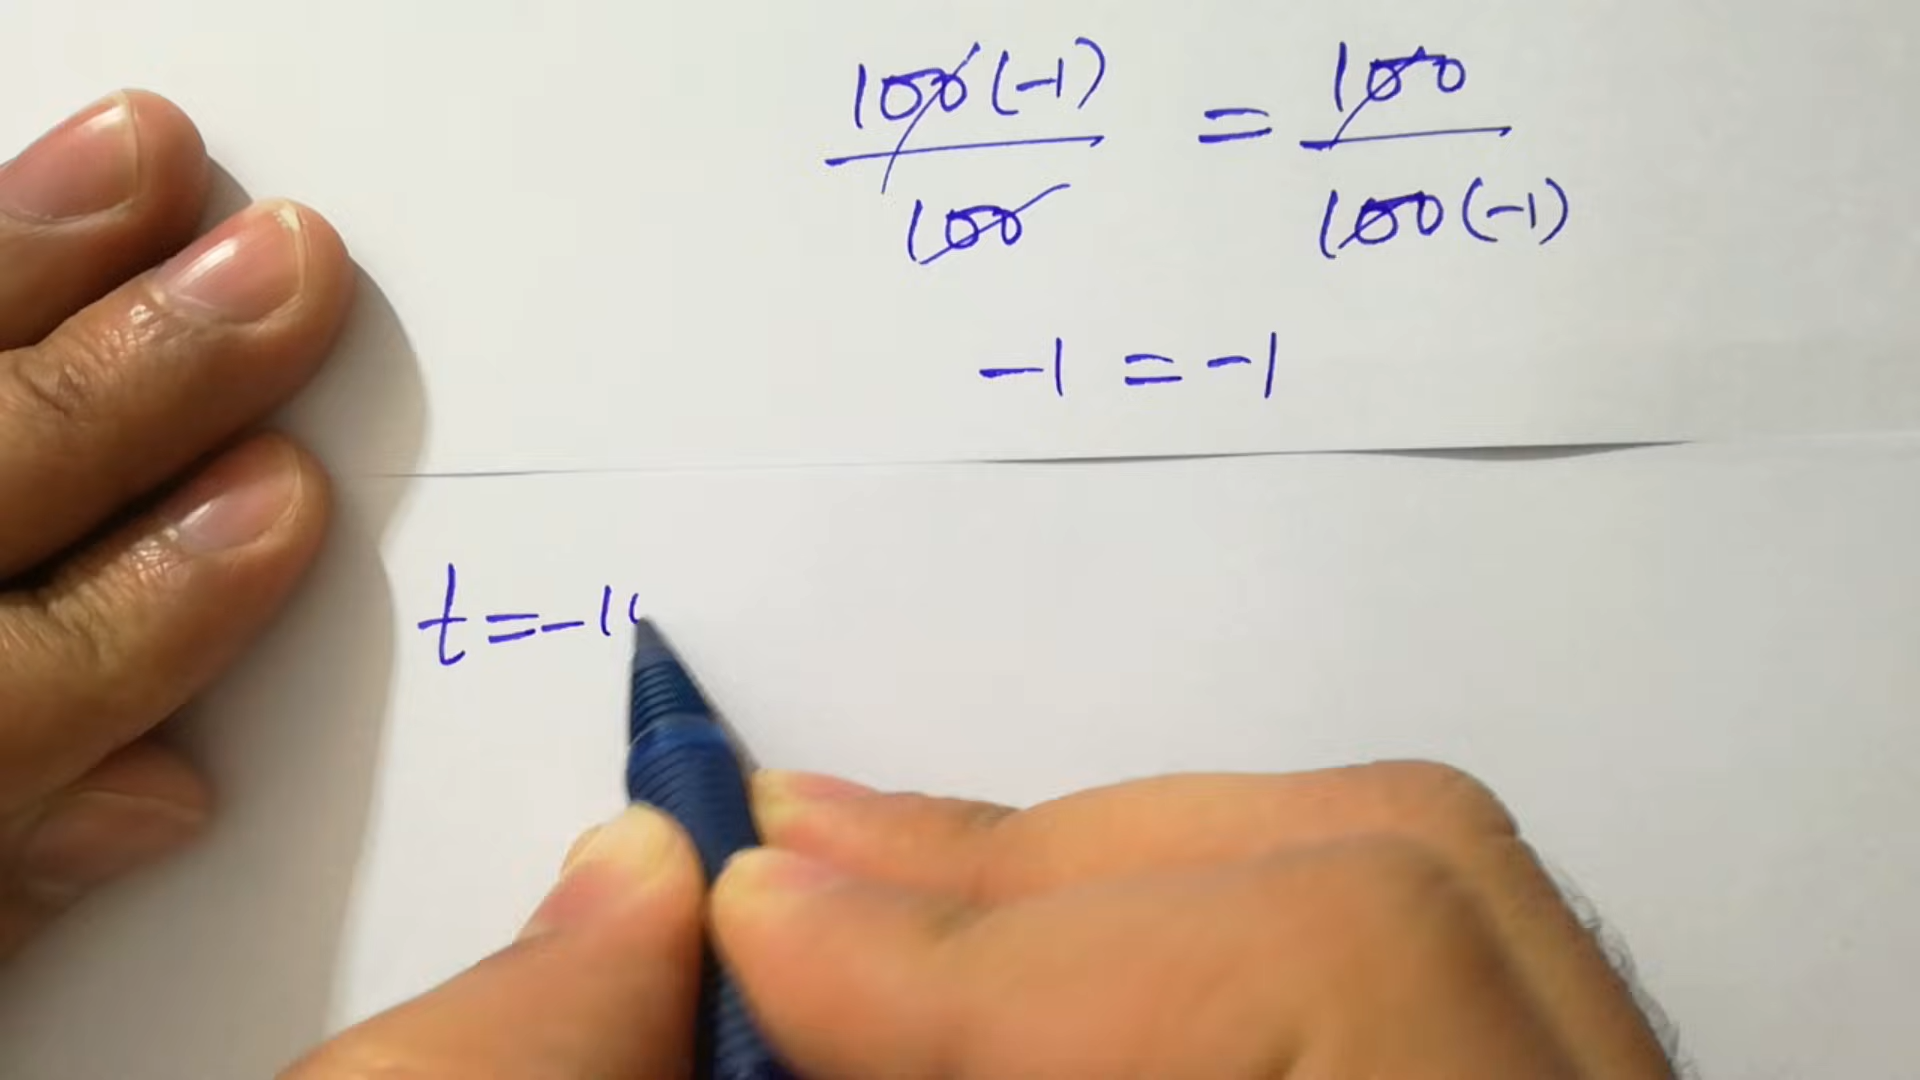 100(-1)/100 = 100/100(-1)
-1 = -1
t=-1